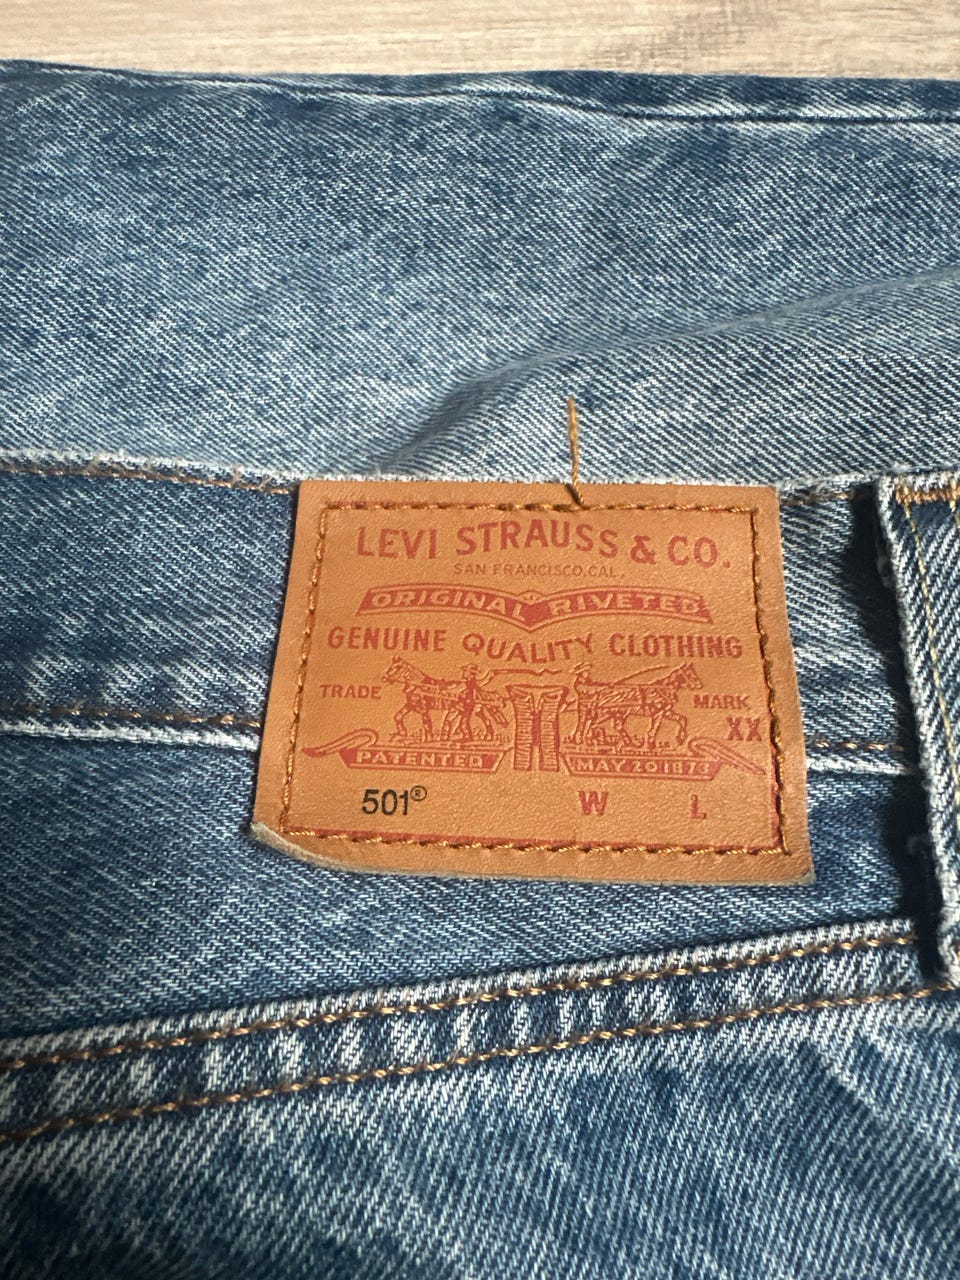 LEVI STRAUSS & CO.
SAN FRANCISCO, CAL.
ORIGINAL RIVETED
GENUINE QUALITY CLOTHING
TRADE MARK
XX
PATENTED MAY 20 1873
501® W L